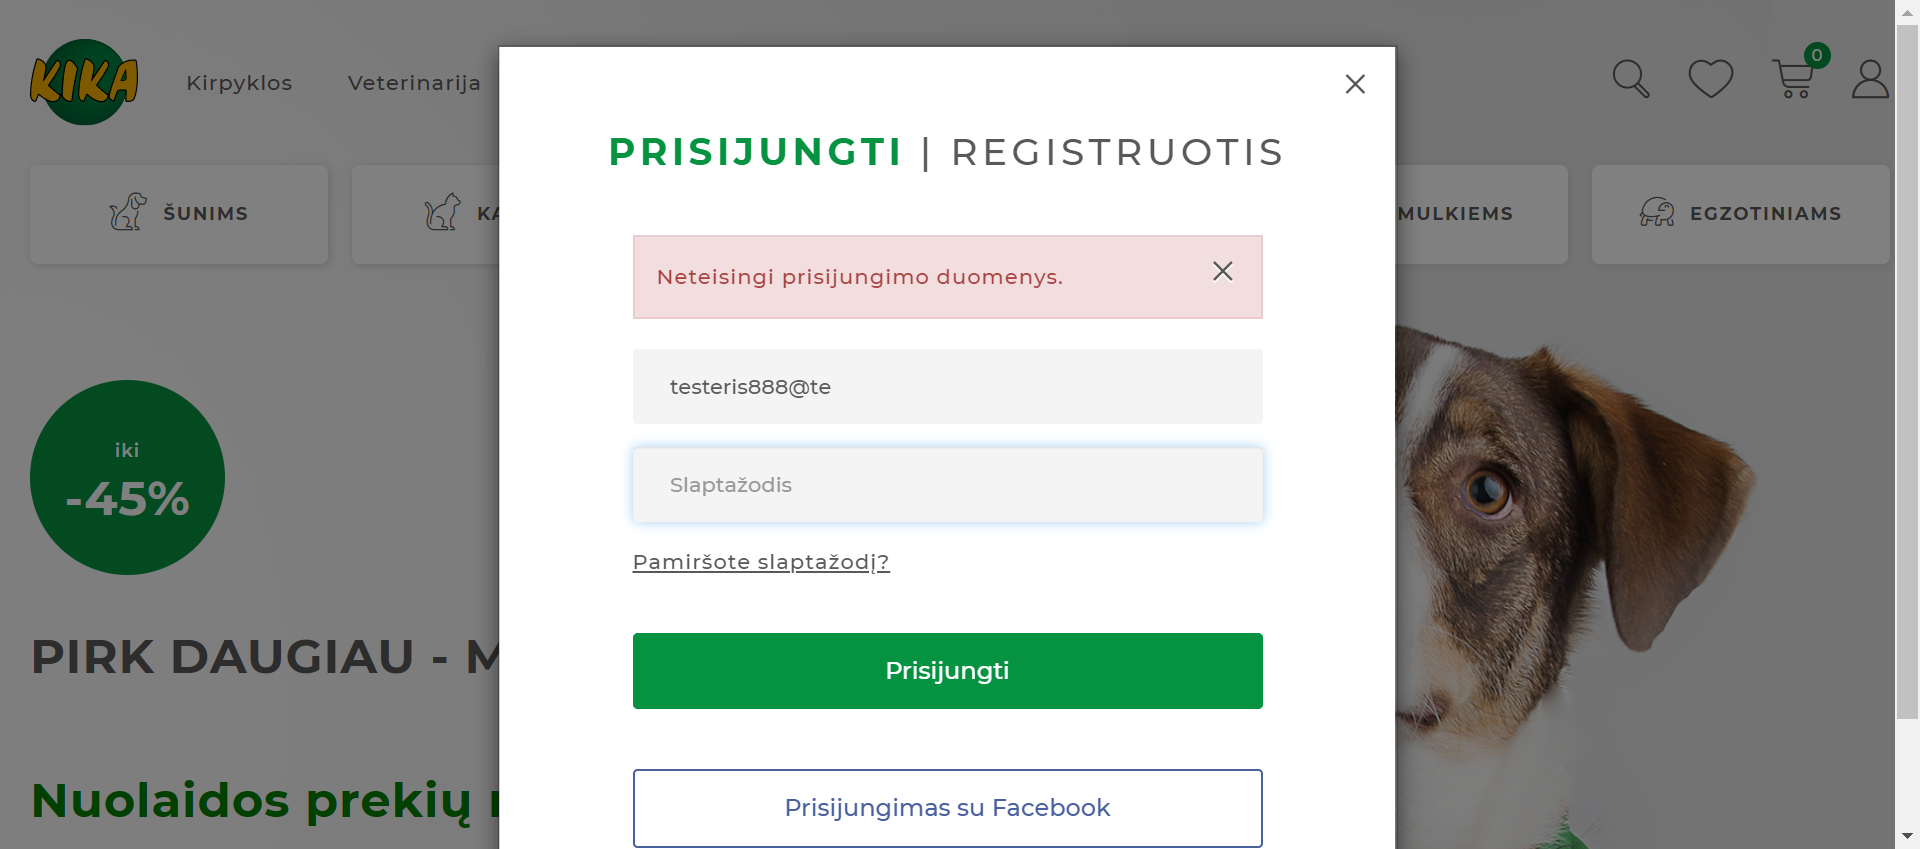 KIKA
Kirpyklos
Veterinarija
0
PRISIJUNGTI | REGISTRUOTIS
ŠUNIMS
KA
MULKIEMS
EGZOTINIAMS
Neteisingi prisijungimo duomenys.
testeris888@te
Slaptažodis
Pamiršote slaptažodį?
Prisijungti
Prisijungimas su Facebook
iki
-45%
PIRK DAUGIAU - M
Nuolaidos prekių